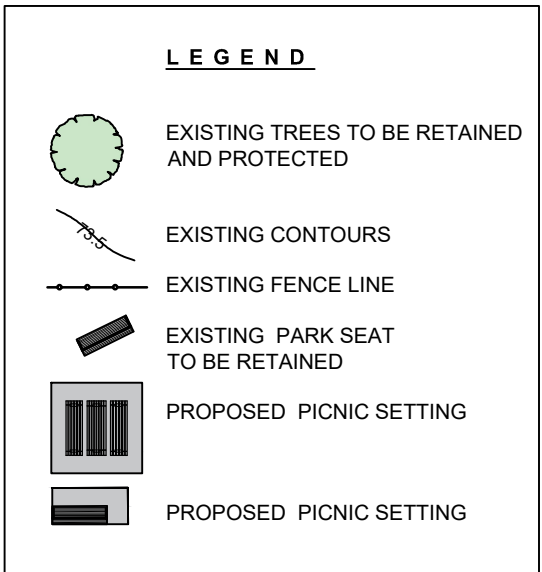 LEGEND
EXISTING TREES TO BE RETAINED
AND PROTECTED
73.5
EXISTING CONTOURS
EXISTING FENCE LINE
EXISTING PARK SEAT
TO BE RETAINED
PROPOSED PICNIC SETTING
PROPOSED PICNIC SETTING